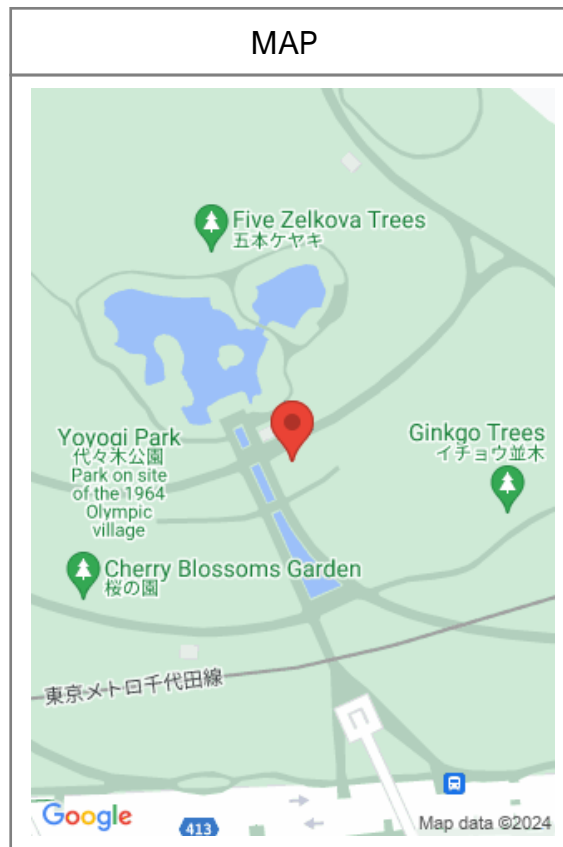 MAP
Five Zelkova Trees
五本ケヤキ
Yoyogi Park
代々木公園
Park on site
of the 1964
Olympic
village
Ginkgo Trees
イチョウ並木
Cherry Blossoms Garden
桜の園
東京メトロ千代田線
Google
413
Map data ©2024